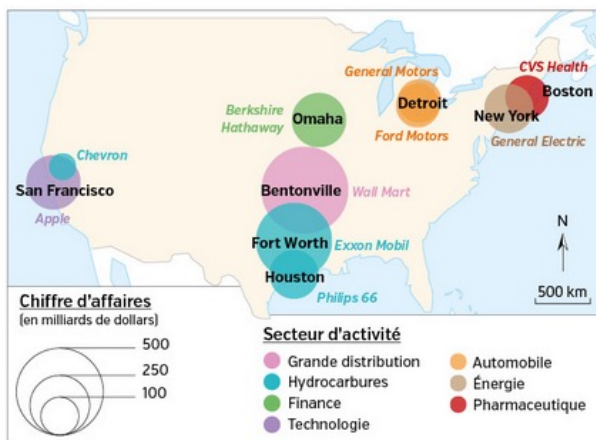 CVS Health
General Motors
Boston
Detroit
Berkshire
Hathaway
Omaha
New York
Ford Motors
General Electric
Chevron
San Francisco
Bentonville
Wall Mart
Apple
N
Fort Worth
Exxon Mobil
Houston
500 km
Philips 66
Chiffre d'affaires
(en milliards de dollars)
500
250
100
Secteur d'activité
Grande distribution
Hydrocarbures
Finance
Technologie
Automobile
Énergie
Pharmaceutique